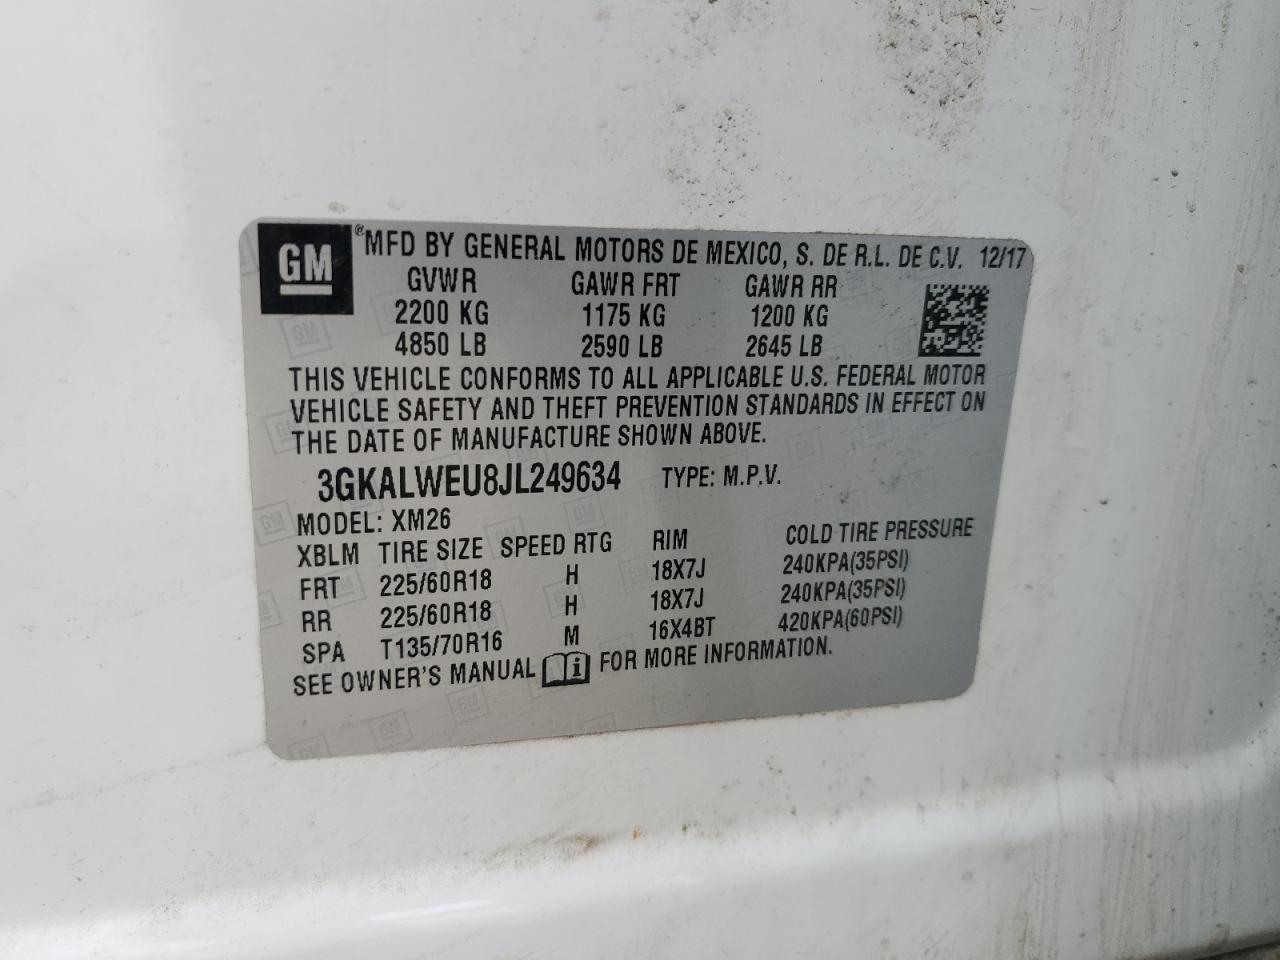 GM ® MFD BY GENERAL MOTORS DE MEXICO, S. DE R.L. DE C.V. 12/17
GVWR GAWR FRT GAWR RR
2200 KG 1175 KG 1200 KG
4850 LB 2590 LB 2645 LB
THIS VEHICLE CONFORMS TO ALL APPLICABLE U.S. FEDERAL MOTOR
VEHICLE SAFETY AND THEFT PREVENTION STANDARDS IN EFFECT ON
THE DATE OF MANUFACTURE SHOWN ABOVE.
3GKALWEU8JL249634 TYPE: M.P.V.
MODEL: XM26
XBLM TIRE SIZE SPEED RTG RIM COLD TIRE PRESSURE
FRT 225/60R18 H 18X7J 240KPA(35PSI)
RR 225/60R18 H 18X7J 240KPA(35PSI)
SPA T135/70R16 M 16X4BT 420KPA(60PSI)
SEE OWNER'S MANUAL i FOR MORE INFORMATION.